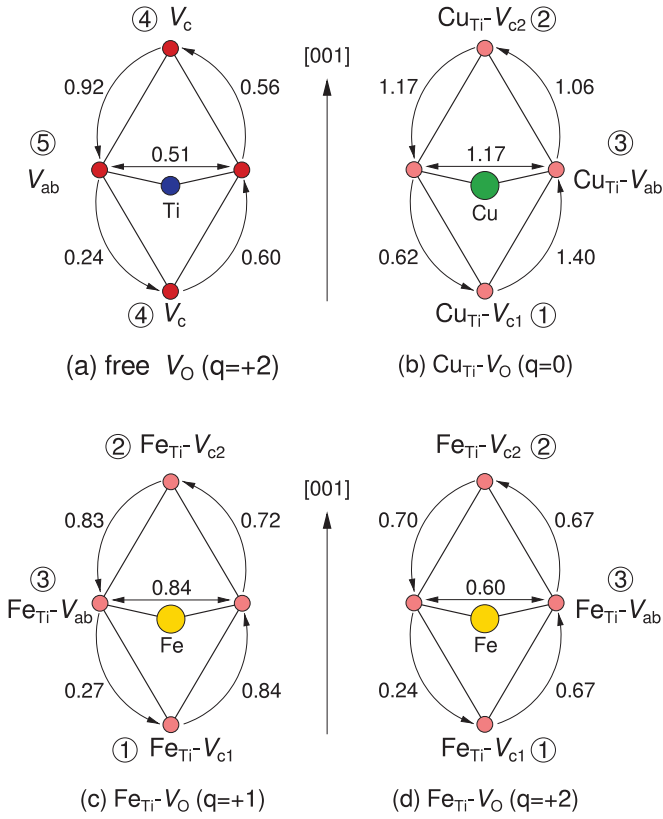 ④ Vc
0.92
0.56
⑤
Vab
0.51
Ti
0.24
0.60
④ Vc
(a) free VO (q=+2)
[001]
CuTi-Vc2 ②
1.17
1.06
1.17
③
CuTi-Vab
Cu
0.62
1.40
CuTi-Vc1 ①
(b) CuTi-VO (q=0)
② FeTi-Vc2
0.83
0.72
③
FeTi-Vab
0.84
Fe
0.27
0.84
① FeTi-Vc1
(c) FeTi-VO (q=+1)
[001]
FeTi-Vc2 ②
0.70
0.67
0.60
③
FeTi-Vab
Fe
0.24
0.67
FeTi-Vc1 ①
(d) FeTi-VO (q=+2)